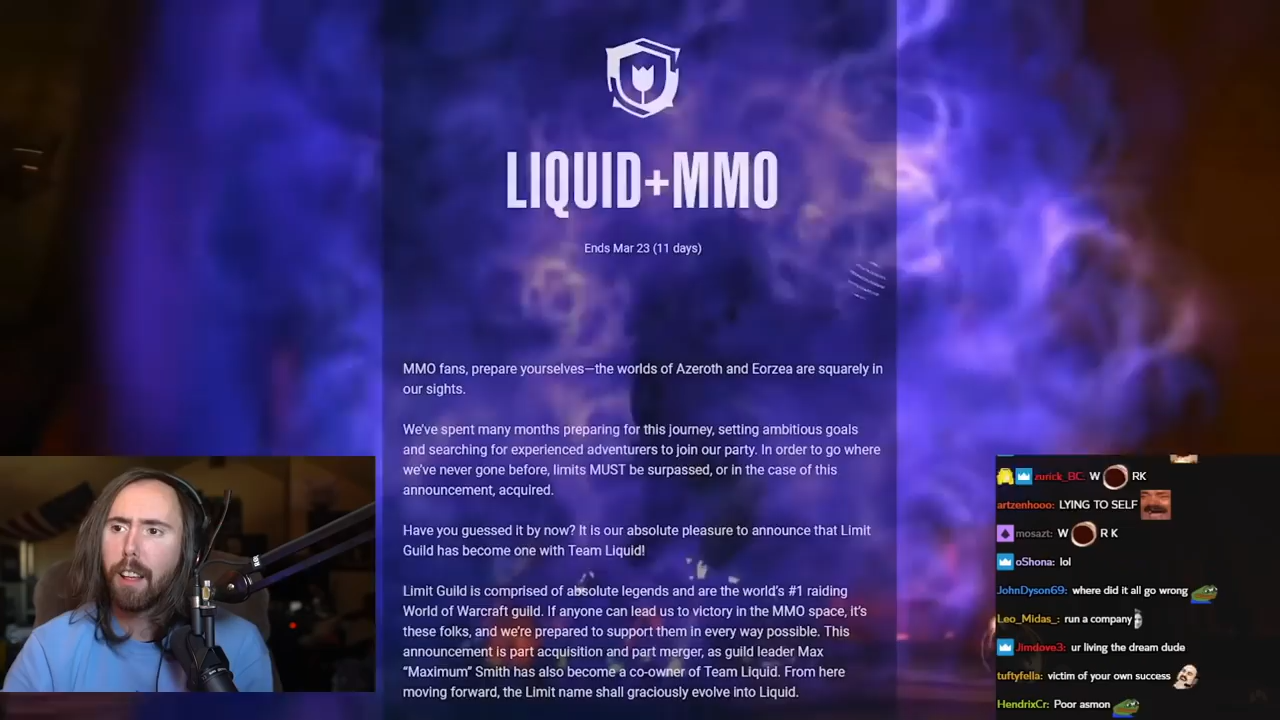 LIQUID+MMO
Ends Mar 23 (11 days)
MMO fans, prepare yourselves—the worlds of Azeroth and Eorzea are squarely in
our sights.
We've spent many months preparing for this journey, setting ambitious goals
and searching for experienced adventurers to join our party. In order to go where
we've never gone before, limits MUST be surpassed, or in the case of this
announcement, acquired.
Have you guessed it by now? It is our absolute pleasure to announce that Limit
Guild has become one with Team Liquid!
Limit Guild is comprised of absolute legends and are the world's #1 raiding
World of Warcraft guild. If anyone can lead us to victory in the MMO space, it's
these folks, and we're prepared to support them in every way possible. This
announcement is part acquisition and part merger, as guild leader Max
“Maximum” Smith has also become a co-owner of Team Liquid. From here
moving forward, the Limit name shall graciously evolve into Liquid.
zurick_BC: W RK
artzenhooo: LYING TO SELF
mosazt: W R K
oShona: lol
JohnDyson69: where did it all go wrong
Leo_Midas_: run a company
Jimdove3: ur living the dream dude
tuftyfella: victim of your own success
HendrixCr: Poor asmon